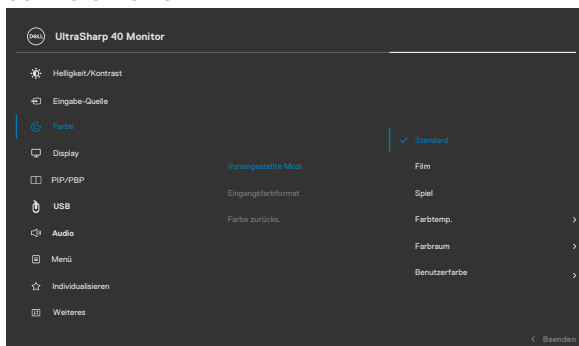 DELL UltraSharp 40 Monitor
Helligkeit/Kontrast
Eingabe-Quelle
Farbe
Display
PIP/PBP
USB
Audio
Menü
Individualisieren
Weiteres
Voreingestellte Modi
Eingangsfarbformat
Farbe zurücks.
Standard
Film
Spiel
Farbtemp.
Farbraum
Benutzerfarbe
Beenden